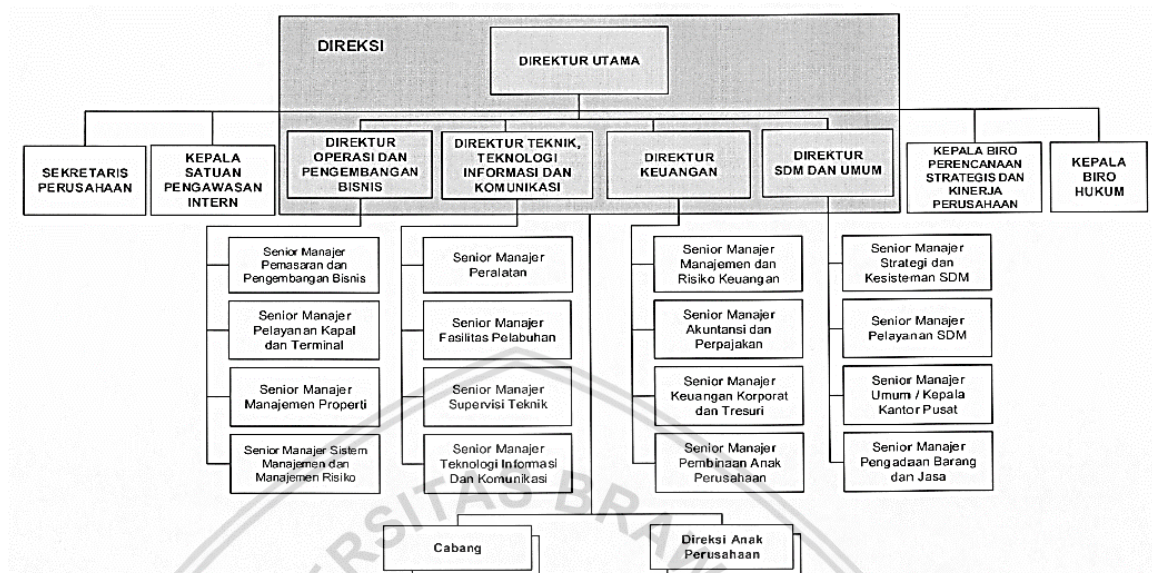 DIREKSI
DIREKTUR UTAMA
SEKRETARIS
PERUSAHAAN
KEPALA
SATUAN
PENGAWASAN
INTERN
DIREKTUR
OPERASI DAN
PENGEMBANGAN
BISNIS
DIREKTUR TEKNIK,
TEKNOLOGI
INFORMASI DAN
KOMUNIKASI
DIREKTUR
KEUANGAN
DIREKTUR
SDM DAN UMUM
KEPALA BIRO
PERENCANAAN
STRATEGIS DAN
KINERJA
PERUSAHAAN
KEPALA
BIRO
HUKUM
Senior Manajer
Pemasaran dan
Pengembangan Bisnis
Senior Manajer
Pelayanan Kapal
dan Terminal
Senior Manajer
Manajemen Properti
Senior Manajer Sistem
Manajemen dan
Manajemen Risiko
Senior Manajer
Peralatan
Senior Manajer
Fasilitas Pelabuhan
Senior Manajer
Supervisi Teknik
Senior Manajer
Teknologi Informasi
Dan Komunikasi
Senior Manajer
Manajemen dan
Risiko Keuangan
Senior Manajer
Akuntansi dan
Perpajakan
Senior Manajer
Keuangan Korporat
dan Tresuri
Senior Manajer
Pembinaan Anak
Perusahaan
Senior Manajer
Strategi dan
Kesisteman SDM
Senior Manajer
Pelayanan SDM
Senior Manajer
Umum / Kepala
Kantor Pusat
Senior Manajer
Pengadaan Barang
dan Jasa
Cabang
Direksi Anak
Perusahaan